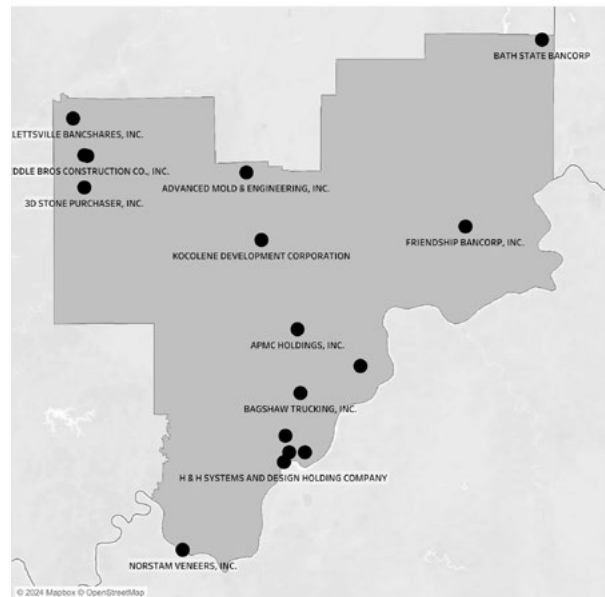 BATH STATE BANCORP
LETTSVILLE BANCSHARES, INC.
DDLE BROS CONSTRUCTION CO., INC.
ADVANCED MOLD & ENGINEERING, INC.
3D STONE PURCHASER, INC.
FRIENDSHIP BANCORP, INC.
KOCOLENE DEVELOPMENT CORPORATION
APMC HOLDINGS, INC.
BAGSHAW TRUCKING, INC.
H & H SYSTEMS AND DESIGN HOLDING COMPANY
NORSTAM VENEERS, INC.
© 2024 Mapbox © OpenStreetMap